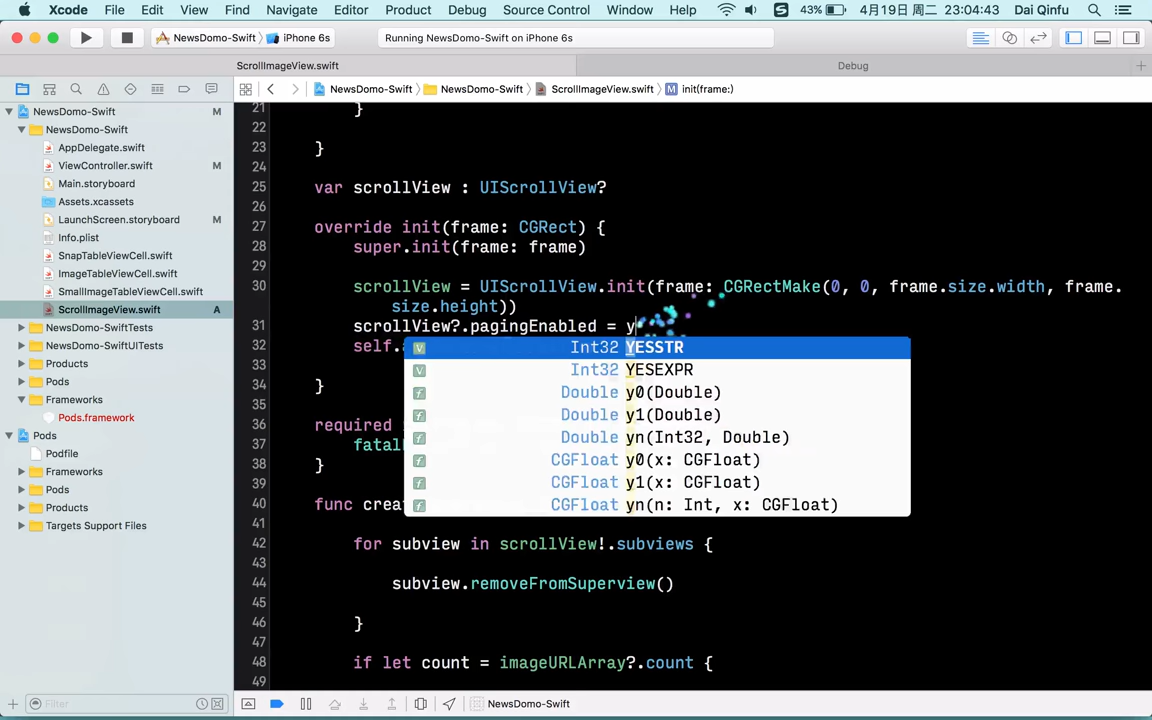 Xcode File Edit View Find Navigate Editor Product Debug Source Control Window Help 43% 4月19日 周二 23:04:43 Dai Qinfu
NewsDomo-Swift iPhone 6s Running NewsDomo-Swift on iPhone 6s
ScrollImageView.swift Debug
NewsDomo-Swift NewsDomo-Swift ScrollImageView.swift M init(frame:)
NewsDomo-Swift M
NewsDomo-Swift
AppDelegate.swift
ViewController.swift M
Main.storyboard
Assets.xcassets
LaunchScreen.storyboard M
Info.plist
SnapTableViewCell.swift
ImageTableViewCell.swift
SmallImageTableViewCell.swift
ScrollImageView.swift A
NewsDomo-SwiftTests
NewsDomo-SwiftUITests
Products
Pods
Frameworks
Pods.framework
Pods
Podfile
Frameworks
Pods
Products
Targets Support Files
Filter
21 }
22
23 }
24
25 var scrollView : UIScrollView?
26
27 override init(frame: CGRect) {
28 super.init(frame: frame)
29
30 scrollView = UIScrollView.init(frame: CGRectMake(0, 0, frame.size.width, frame.
size.height))
31 scrollView?.pagingEnabled = y
32 self.
33
34 }
35
36 required
37 fatal
38 }
39
40 func crea
41
42 for subview in scrollView!.subviews {
43
44 subview.removeFromSuperview()
45
46 }
47
48 if let count = imageURLArray?.count {
49
V Int32 YESSTR
V Int32 YESEXPR
f Double y0(Double)
f Double y1(Double)
f Double yn(Int32, Double)
f CGFloat y0(x: CGFloat)
f CGFloat y1(x: CGFloat)
f CGFloat yn(n: Int, x: CGFloat)
NewsDomo-Swift